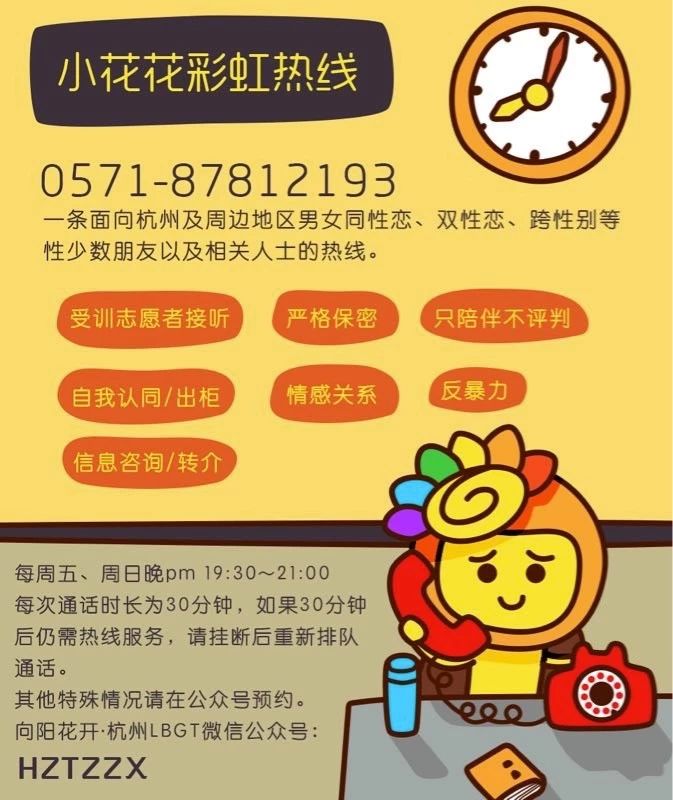 小花花彩虹热线
0571-87812193
一条面向杭州及周边地区男女同性恋、双性恋、跨性别等
性少数朋友以及相关人士的热线。
受训志愿者接听
严格保密
只陪伴不评判
自我认同/出柜
情感关系
反暴力
信息咨询/转介
每周五、周日晚pm 19:30～21:00
每次通话时长为30分钟，如果30分钟
后仍需热线服务，请挂断后重新排队
通话。
其他特殊情况请在公众号预约。
向阳花开·杭州LBGT微信公众号：
HZTZZX